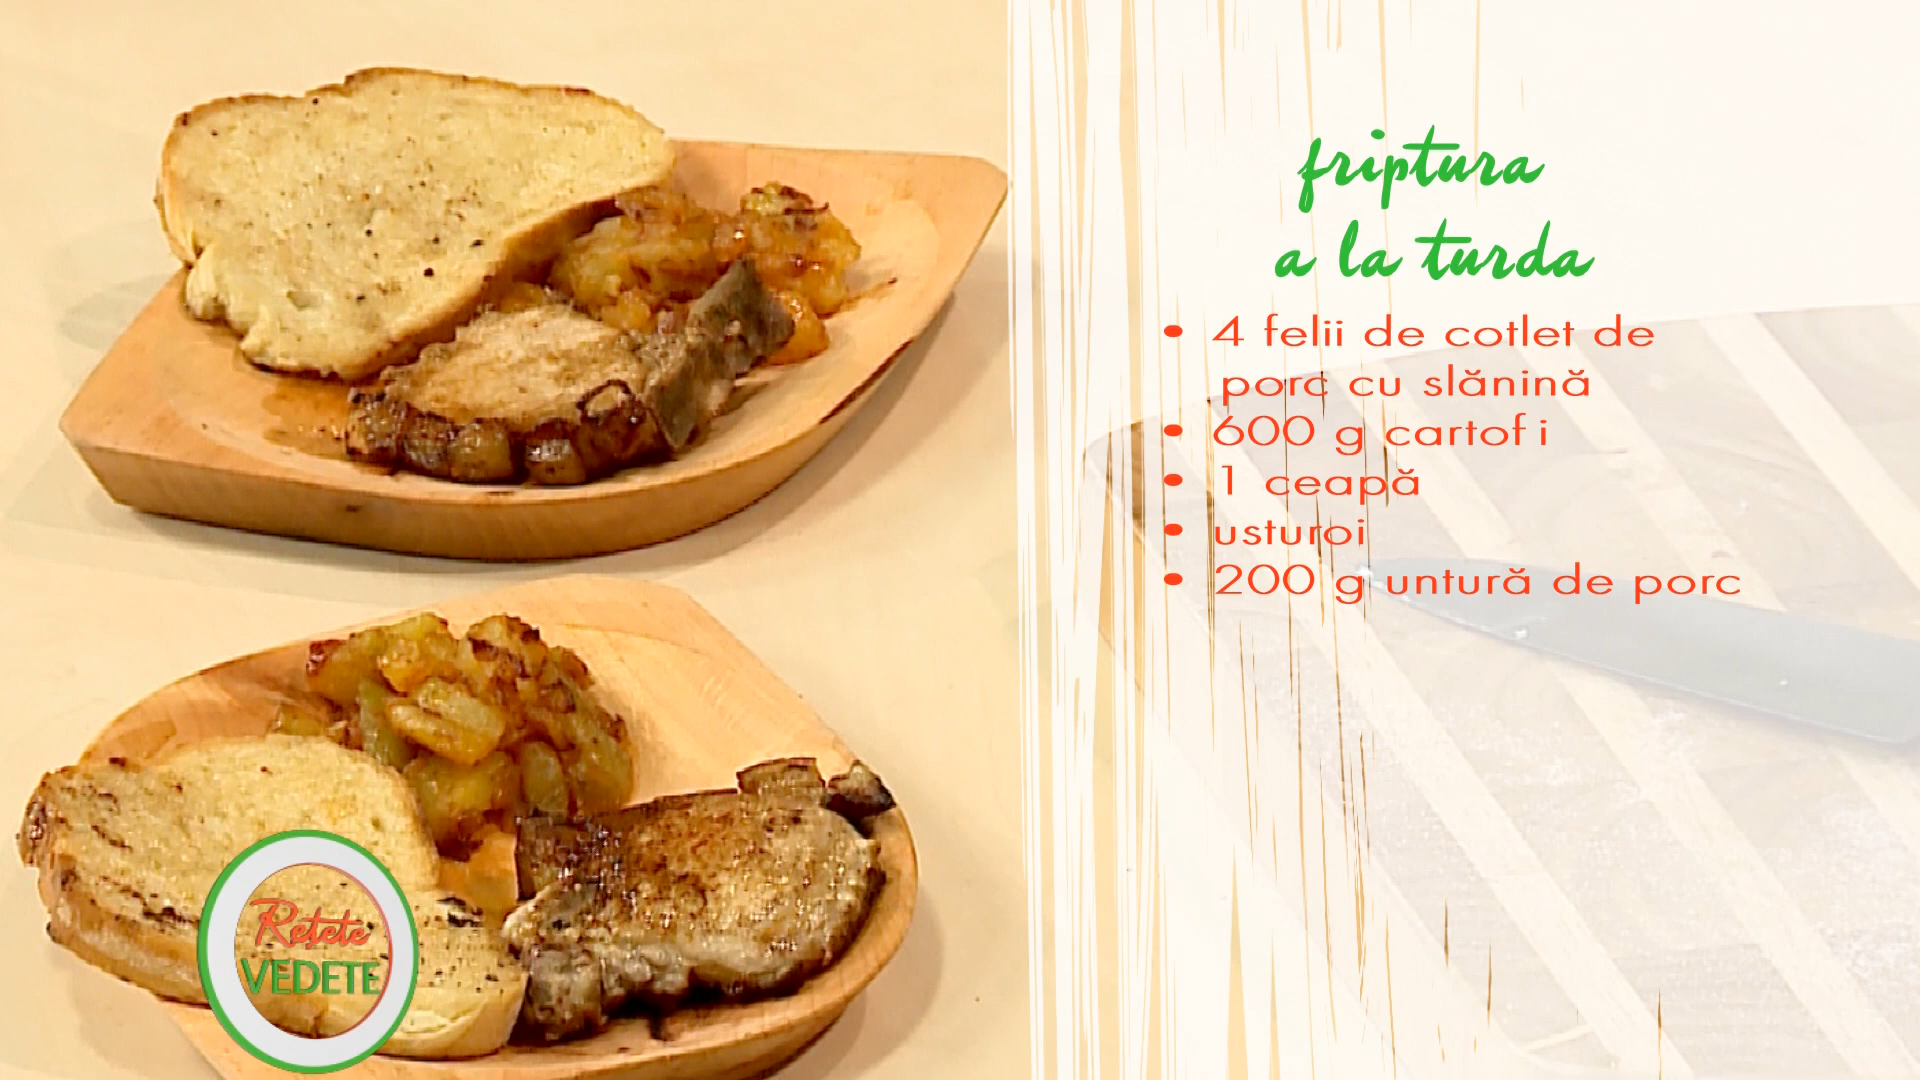 friptura
a la turda
• 4 felii de cotlet de
porc cu slănină
• 600 g cartofi
• 1 ceapă
• usturoi
• 200 g untură de porc
Rețete
VEDETE